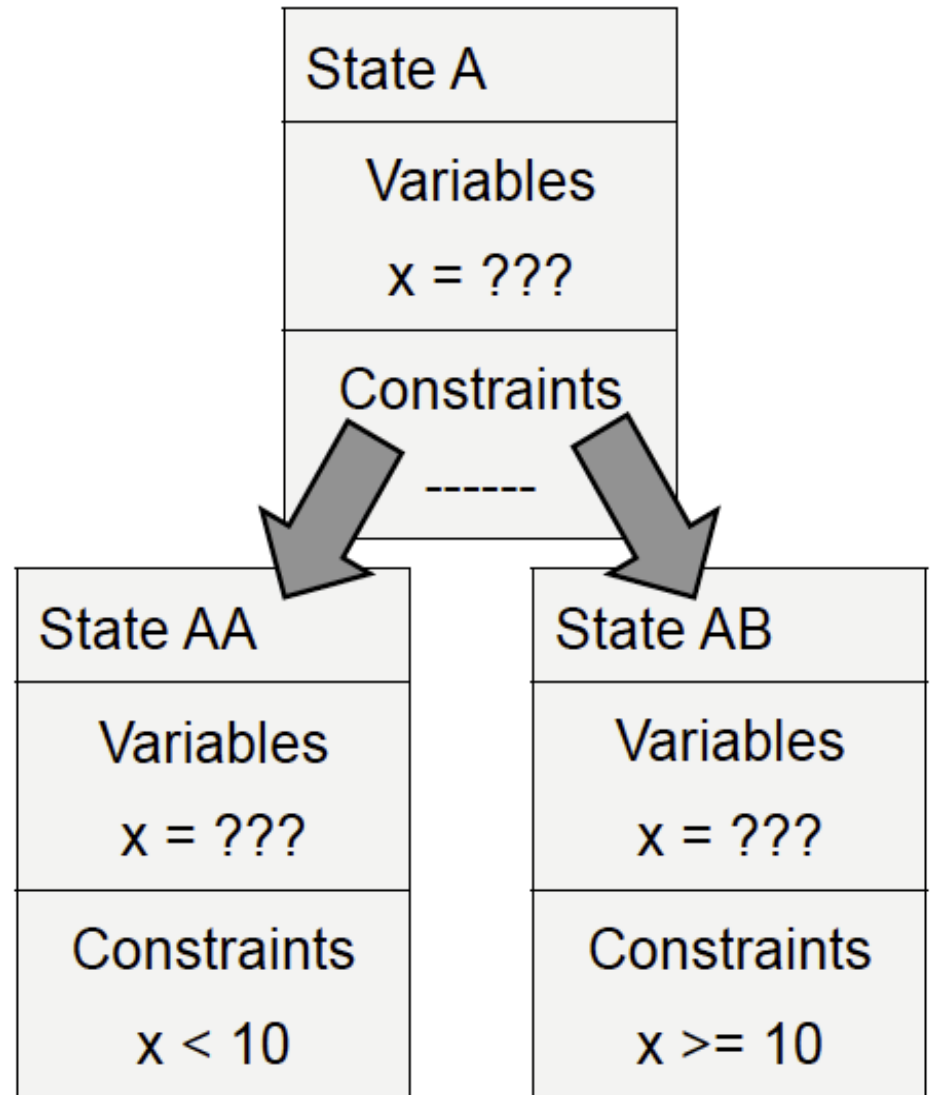 State A
Variables
x = ???
Constraints
------
State AA
Variables
x = ???
Constraints
x < 10
State AB
Variables
x = ???
Constraints
x >= 10